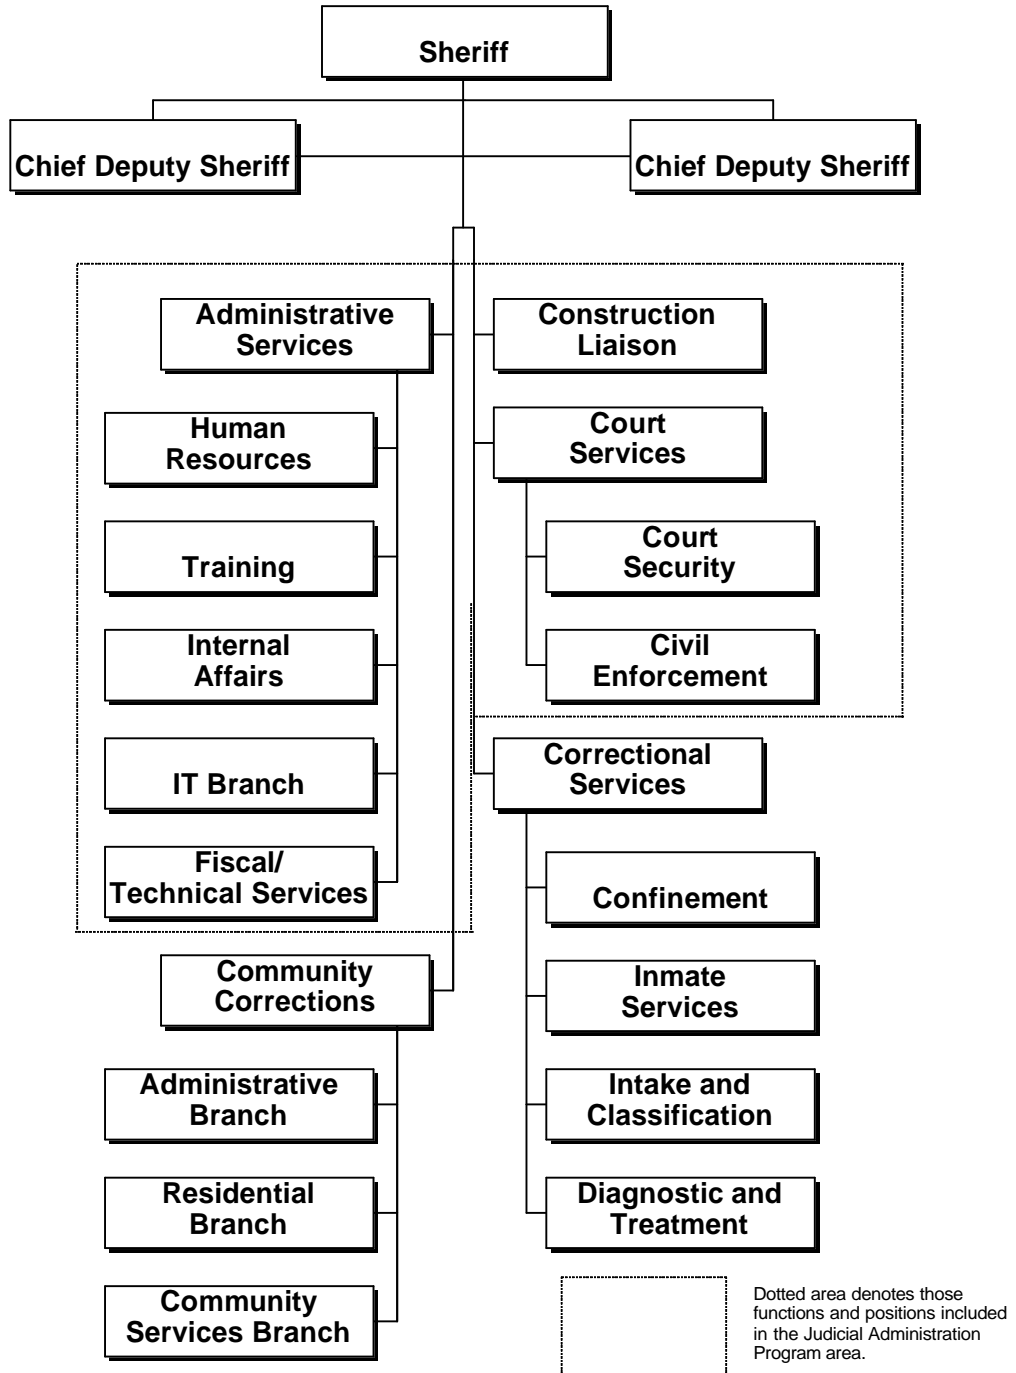 Sheriff
Chief Deputy Sheriff
Chief Deputy Sheriff
Administrative
Services
Human
Resources
Training
Internal
Affairs
IT Branch
Fiscal/
Technical Services
Construction
Liaison
Court
Services
Court
Security
Civil
Enforcement
Correctional
Services
Confinement
Inmate
Services
Intake and
Classification
Diagnostic and
Treatment
Community
Corrections
Administrative
Branch
Residential
Branch
Community
Services Branch
Dotted area denotes those
functions and positions included
in the Judicial Administration
Program area.